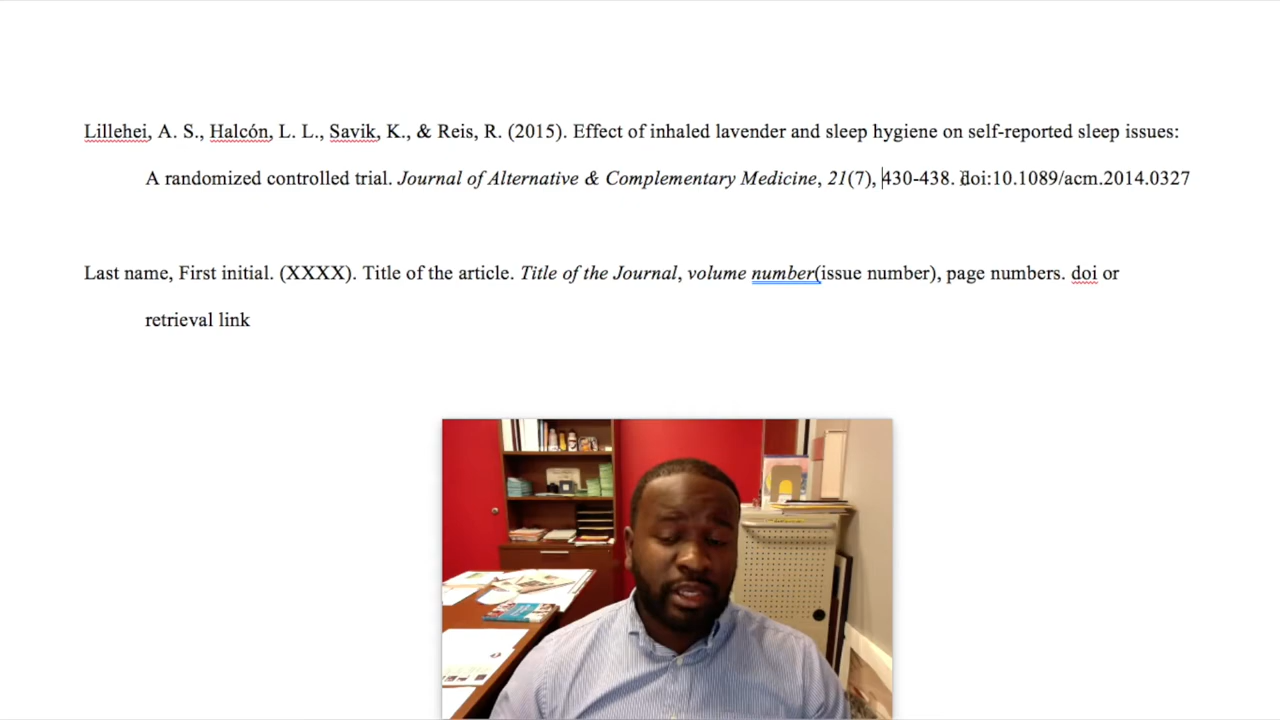 Lillehei, A. S., Halcón, L. L., Savik, K., & Reis, R. (2015). Effect of inhaled lavender and sleep hygiene on self-reported sleep issues:
A randomized controlled trial. Journal of Alternative & Complementary Medicine, 21(7), 430-438. doi:10.1089/acm.2014.0327
Last name, First initial. (XXXX). Title of the article. Title of the Journal, volume number(issue number), page numbers. doi or
retrieval link